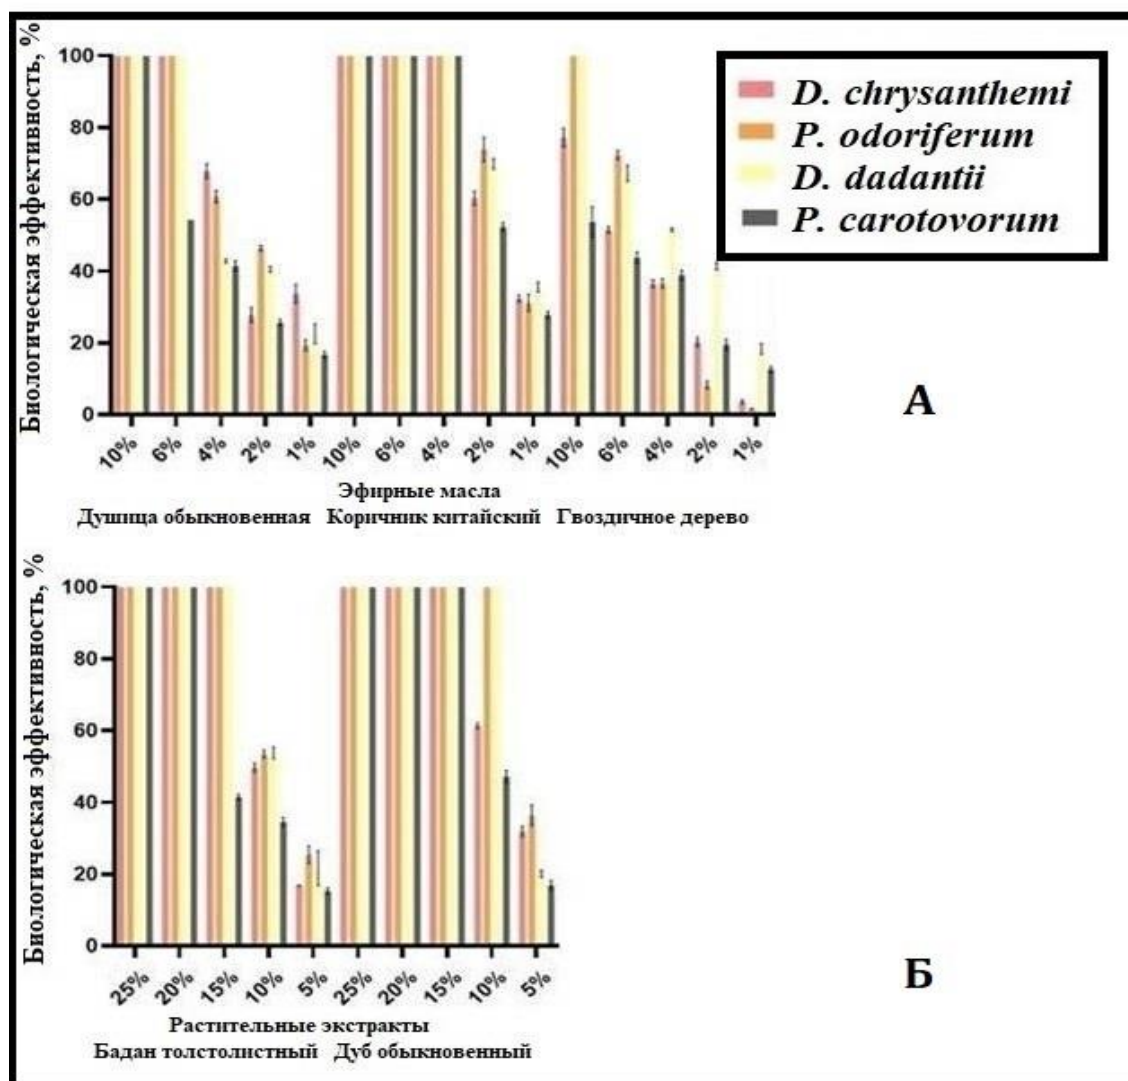 Биологическая эффективность, %
100
80
60
40
20
0
D. chrysanthemi
P. odoriferum
D. dadantii
P. carotovorum
А
10% 6% 4% 2% 1% 10% 6% 4% 2% 1% 10% 6% 4% 2% 1%
Эфирные масла
Душица обыкновенная Коричник китайский Гвоздичное дерево
Биологическая эффективность, %
100
80
60
40
20
0
Б
25% 20% 15% 10% 5% 25% 20% 15% 10% 5%
Растительные экстракты
Бадан толстолистный Дуб обыкновенный